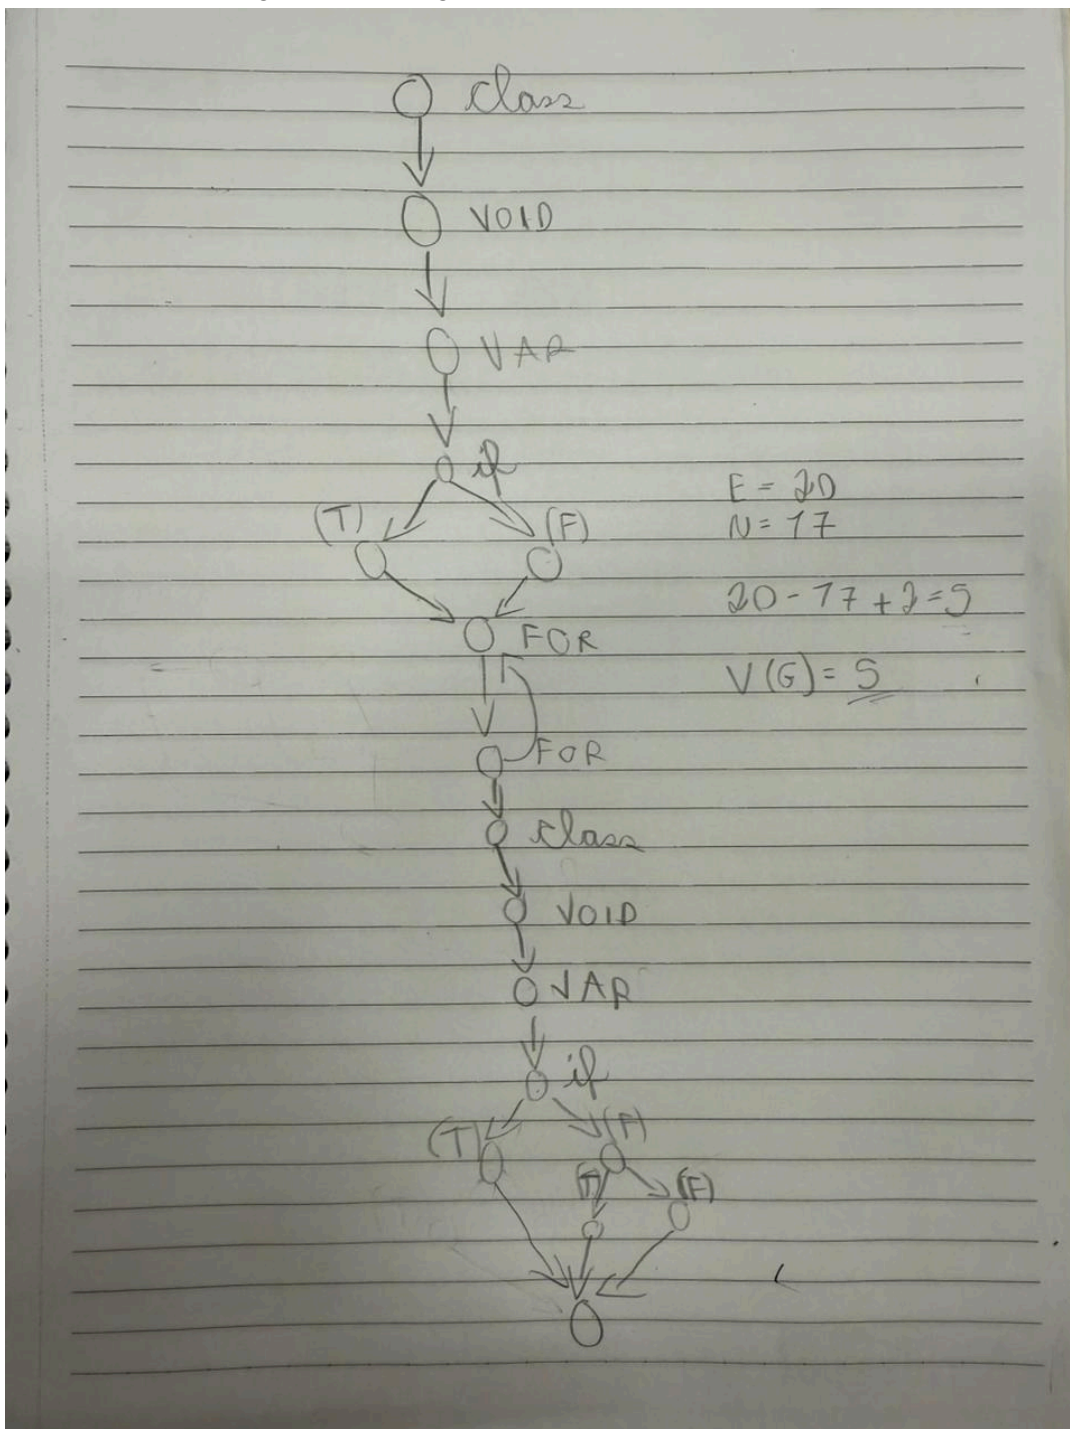 class
VOID
VAR
if
(T) (F)
E = 20
N = 17
FOR
20 - 17 + 2 = 5
V(G) = 5
FOR
class
VOID
VAR
if
(T) (F)
(T) (F)